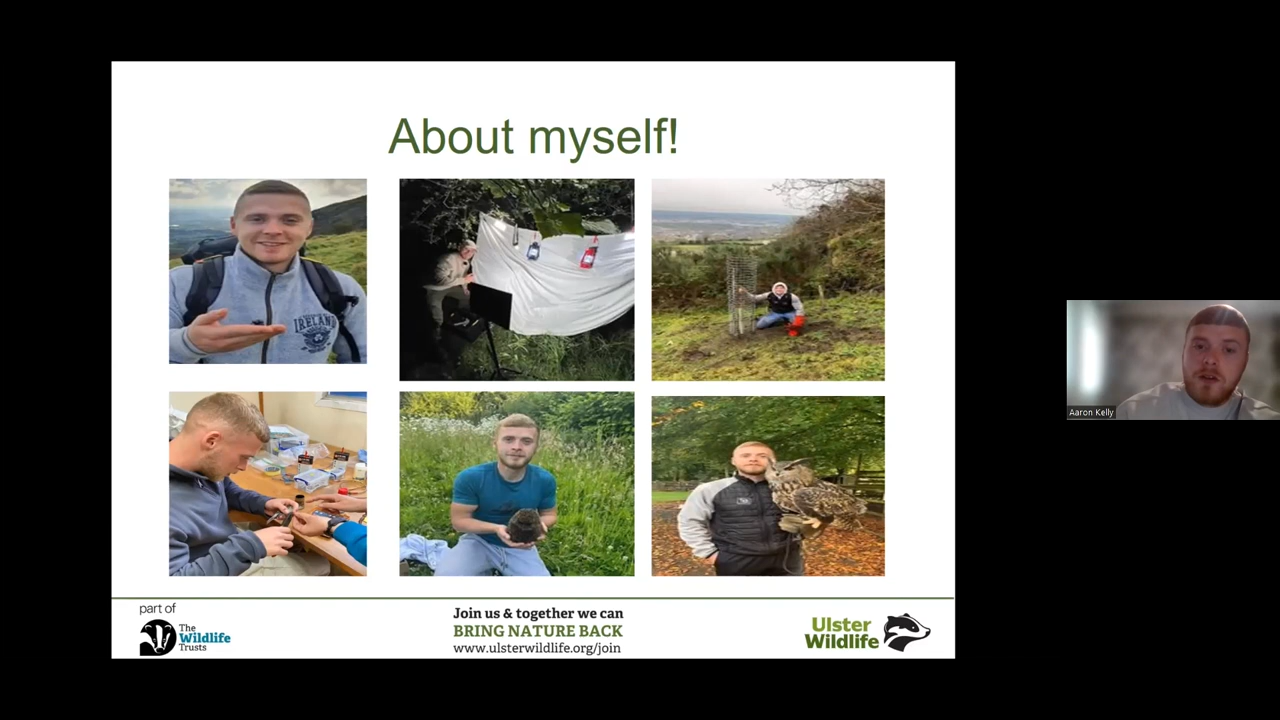 About myself!
IRELAND
part of
The
Wildlife
Trusts
Join us & together we can
BRING NATURE BACK
www.ulsterwildlife.org/join
Ulster
Wildlife
Aaron Kelly